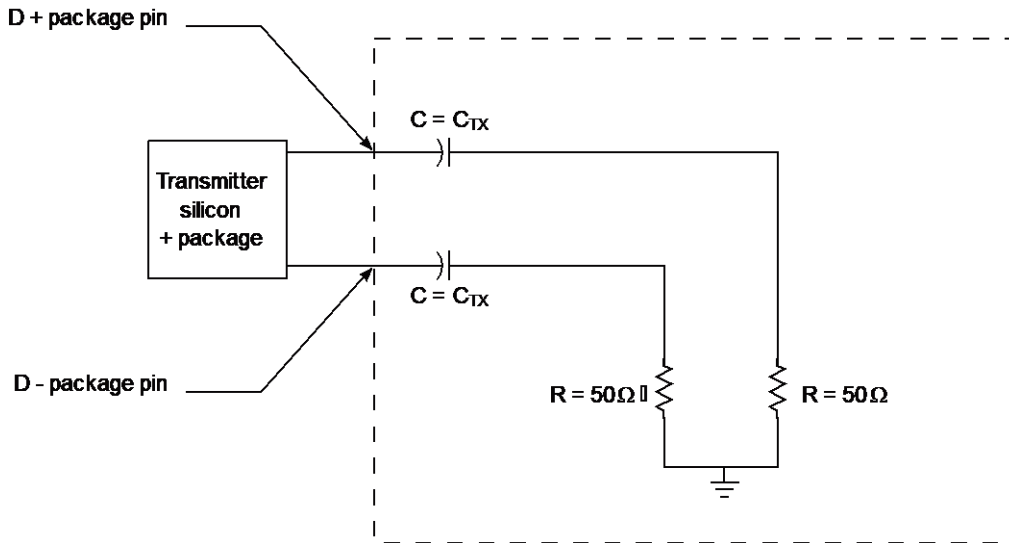 D + package pin
C = CTX
Transmitter
silicon
+ package
C = CTX
D - package pin
R = 50Ω▯
R = 50Ω